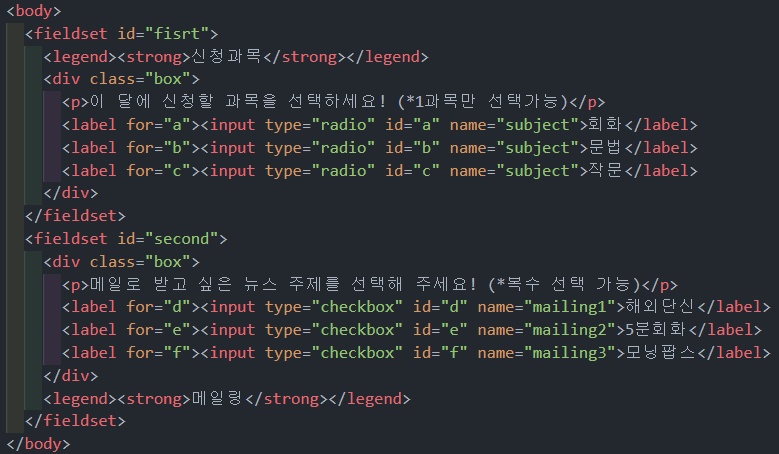 <body>
<fieldset id="fisrt">
<legend><strong>신청과목</strong></legend>
<div class="box">
<p>이 달에 신청할 과목을 선택하세요! (*1과목만 선택가능)</p>
<label for="a"><input type="radio" id="a" name="subject">회화</label>
<label for="b"><input type="radio" id="b" name="subject">문법</label>
<label for="c"><input type="radio" id="c" name="subject">작문</label>
</div>
</fieldset>
<fieldset id="second">
<div class="box">
<p>메일로 받고 싶은 뉴스 주제를 선택해 주세요! (*복수 선택 가능)</p>
<label for="d"><input type="checkbox" id="d" name="mailing1">해외단신</label>
<label for="e"><input type="checkbox" id="e" name="mailing2">5분회화</label>
<label for="f"><input type="checkbox" id="f" name="mailing3">모닝팝스</label>
</div>
<legend><strong>메일링</strong></legend>
</fieldset>
</body>